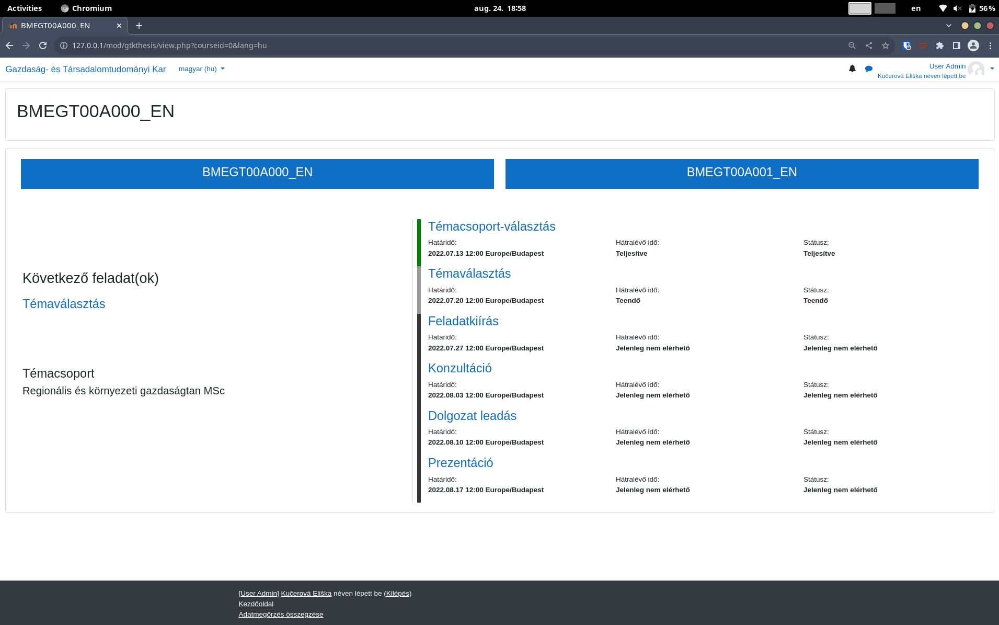 Activities
Chromium
aug. 24. 18:58
en
56 %
BMEGT00A000_EN
127.0.0.1/mod/gtkthesis/view.php?courseid=0&lang=hu
Gazdaság- és Társadalomtudományi Kar
magyar (hu)
User Admin
Kučerová Eliška néven lépett be
BMEGT00A000_EN
BMEGT00A000_EN
BMEGT00A001_EN
Következő feladat(ok)
Témaválasztás
Témacsoport
Regionális és környezeti gazdaságtan MSc
Témacsoport-választás
Határidő: Hátralévő idő: Státusz:
2022.07.13 12:00 Europe/Budapest Teljesítve Teljesítve
Témaválasztás
Határidő: Hátralévő idő: Státusz:
2022.07.20 12:00 Europe/Budapest Teendő Teendő
Feladatkiírás
Határidő: Hátralévő idő: Státusz:
2022.07.27 12:00 Europe/Budapest Jelenleg nem elérhető Jelenleg nem elérhető
Konzultáció
Határidő: Hátralévő idő: Státusz:
2022.08.03 12:00 Europe/Budapest Jelenleg nem elérhető Jelenleg nem elérhető
Dolgozat leadás
Határidő: Hátralévő idő: Státusz:
2022.08.10 12:00 Europe/Budapest Jelenleg nem elérhető Jelenleg nem elérhető
Prezentáció
Határidő: Hátralévő idő: Státusz:
2022.08.17 12:00 Europe/Budapest Jelenleg nem elérhető Jelenleg nem elérhető
[User Admin] Kučerová Eliška néven lépett be (Kilépés)
Kezdőoldal
Adatmegőrzés összegzése